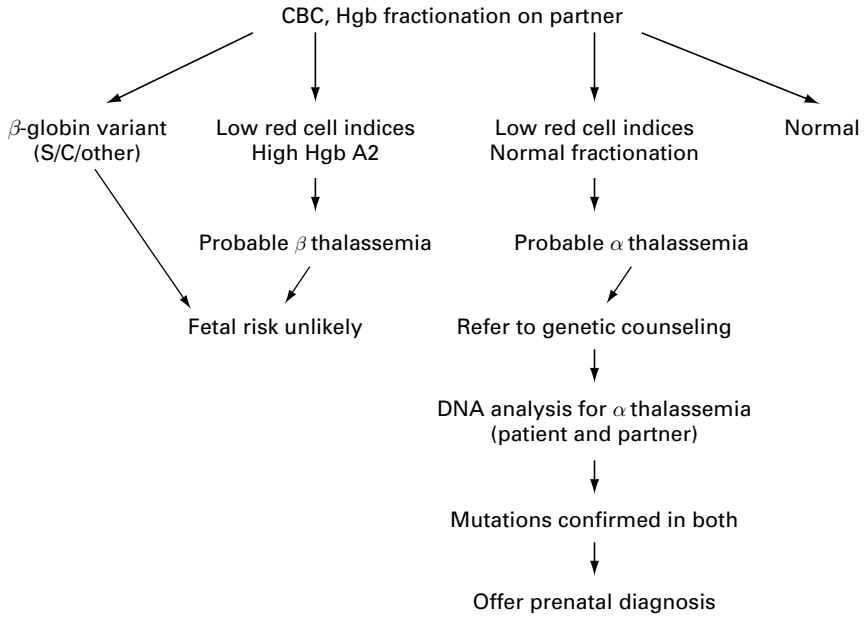 CBC, Hgb fractionation on partner
β-globin variant
(S/C/other)
Low red cell indices
High Hgb A2
Low red cell indices
Normal fractionation
Normal
Probable β thalassemia
Probable α thalassemia
Fetal risk unlikely
Refer to genetic counseling
DNA analysis for α thalassemia
(patient and partner)
Mutations confirmed in both
Offer prenatal diagnosis